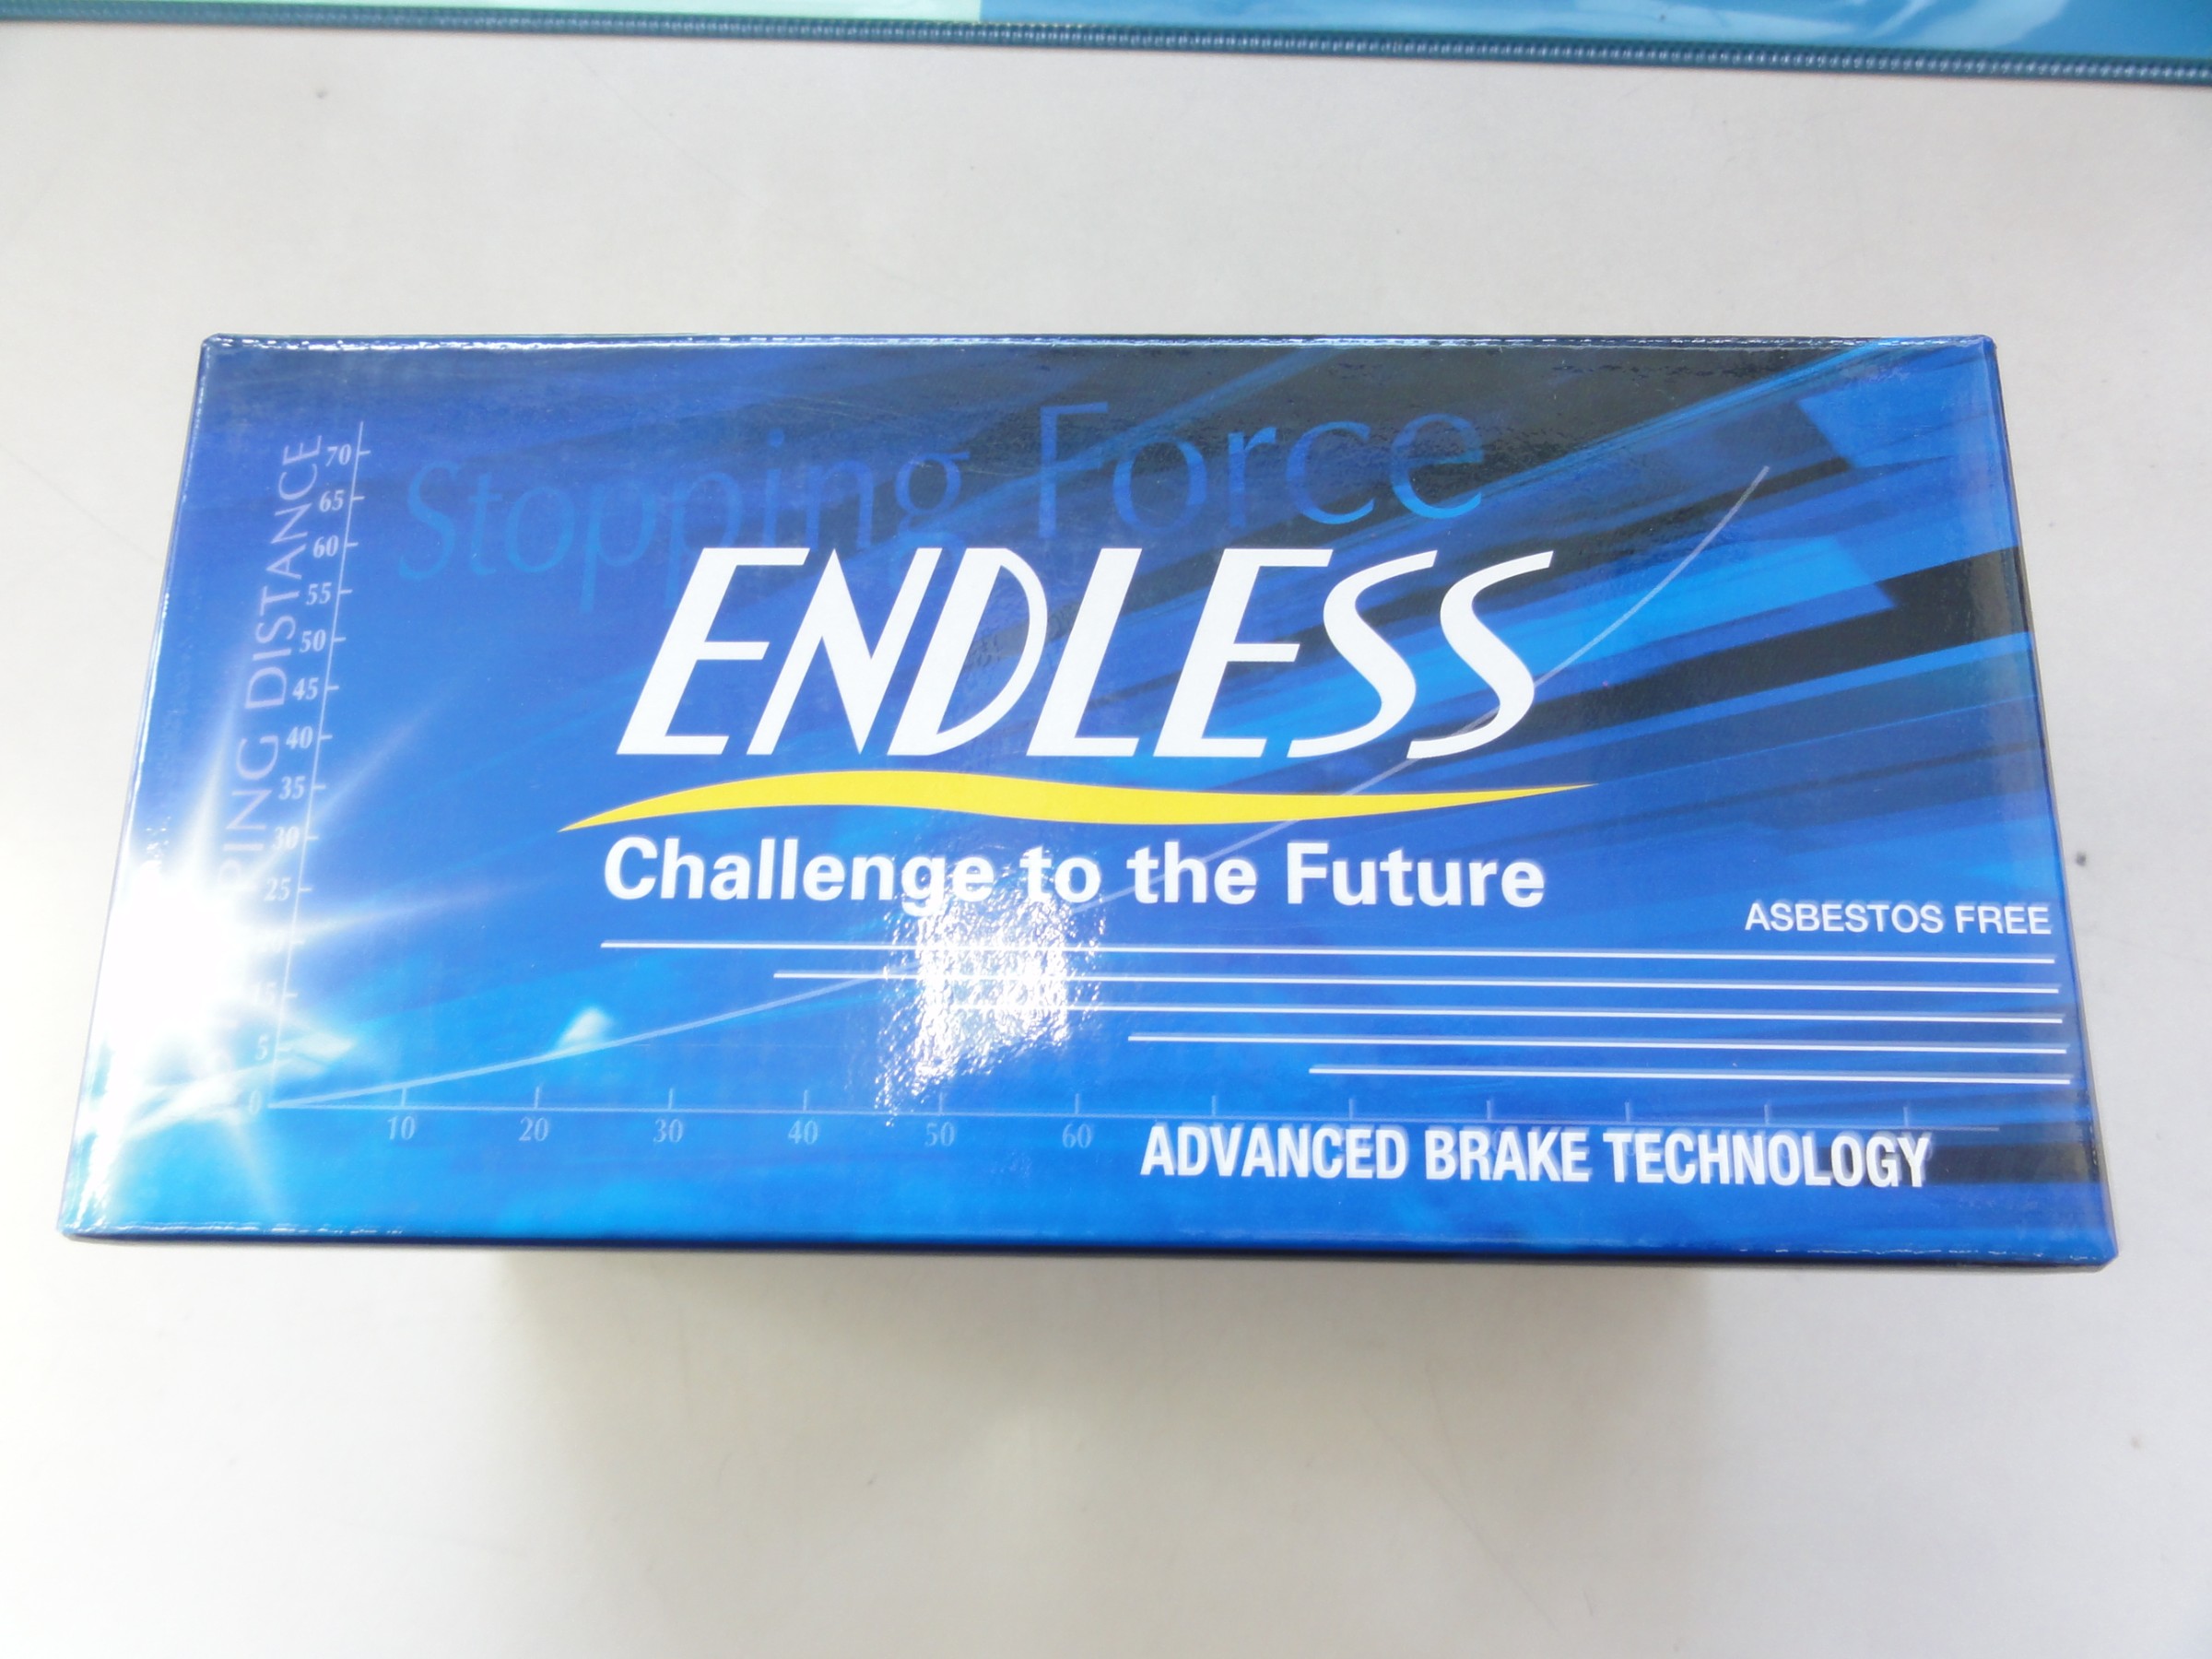 Stopping Force
DISTANCE
70
65
60
55
50
45
40
35
30
25
15
5
0
ENDLESS
Challenge to the Future
ASBESTOS FREE
10 20 30 40 50 60
ADVANCED BRAKE TECHNOLOGY